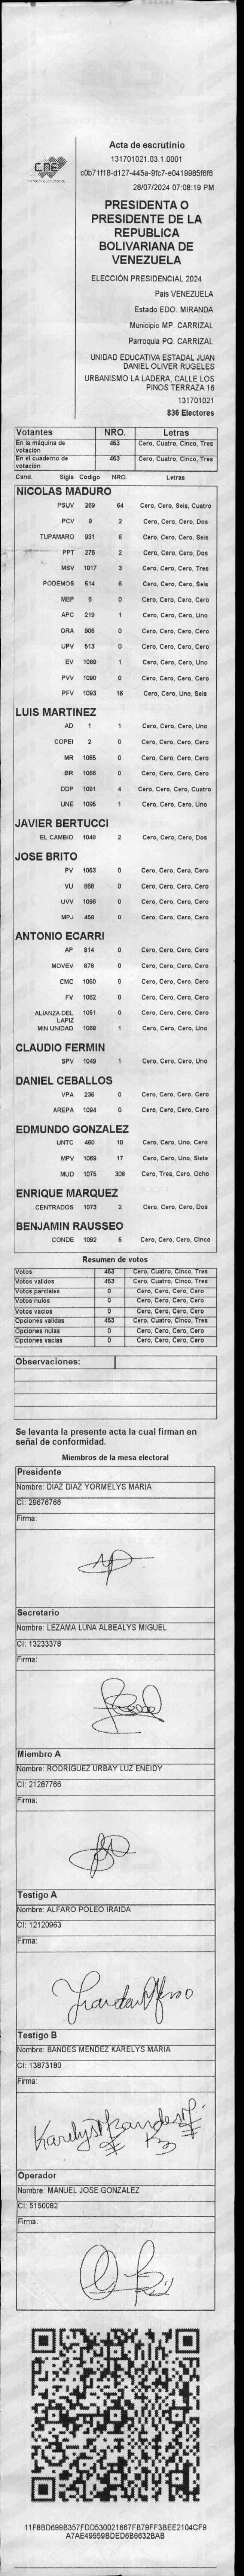 CNE
Acta de escrutinio
131701021.03.1.0001
c0b71f18-d127-445a-9fc7-e0419985f6f8
28/07/2024 07:08:19 PM
PRESIDENTA O
PRESIDENTE DE LA
REPUBLICA
BOLIVARIANA DE
VENEZUELA
ELECCIÓN PRESIDENCIAL 2024
Pais VENEZUELA
Estado EDO. MIRANDA
Municipio MP. CARRIZAL
Parroquia PQ. CARRIZAL
UNIDAD EDUCATIVA ESTADAL JUAN
DANIEL OLIVER RUGELES
URBANISMO LA LADERA, CALLE LOS
PINOS TERRAZA 16
131701021
836 Electores
Votantes NRO. Letras
En la máquina de votación 453 Cero, Cuatro, Cinco, Tres
En el cuaderno de votación 453 Cero, Cuatro, Cinco, Tres
Cand. Sigla Código NRO. Letras
NICOLAS MADURO
PSUV 269 64 Cero, Cero, Seis, Cuatro
PCV 9 2 Cero, Cero, Cero, Dos
TUPAMARO 931 6 Cero, Cero, Cero, Seis
PPT 276 2 Cero, Cero, Cero, Dos
MSV 1017 3 Cero, Cero, Cero, Tres
PODEMOS 514 6 Cero, Cero, Cero, Seis
MEP 6 0 Cero, Cero, Cero, Cero
APC 219 1 Cero, Cero, Cero, Uno
ORA 906 0 Cero, Cero, Cero, Cero
UPV 513 0 Cero, Cero, Cero, Cero
EV 1089 1 Cero, Cero, Cero, Uno
PVV 1090 0 Cero, Cero, Cero, Cero
PFV 1093 16 Cero, Cero, Uno, Seis
LUIS MARTINEZ
AD 1 1 Cero, Cero, Cero, Uno
COPEI 2 0 Cero, Cero, Cero, Cero
MR 1065 0 Cero, Cero, Cero, Cero
BR 1066 0 Cero, Cero, Cero, Cero
DDP 1091 4 Cero, Cero, Cero, Cuatro
UNE 1095 1 Cero, Cero, Cero, Uno
JAVIER BERTUCCI
EL CAMBIO 1048 2 Cero, Cero, Cero, Dos
JOSE BRITO
PV 1053 0 Cero, Cero, Cero, Cero
VU 868 0 Cero, Cero, Cero, Cero
UVV 1096 0 Cero, Cero, Cero, Cero
MPJ 458 0 Cero, Cero, Cero, Cero
ANTONIO ECARRI
AP 814 0 Cero, Cero, Cero, Cero
MOVEV 878 0 Cero, Cero, Cero, Cero
CMC 1050 0 Cero, Cero, Cero, Cero
FV 1062 0 Cero, Cero, Cero, Cero
ALIANZA DEL LAPIZ 1051 0 Cero, Cero, Cero, Cero
MIN UNIDAD 1088 1 Cero, Cero, Cero, Uno
CLAUDIO FERMIN
SPV 1049 1 Cero, Cero, Cero, Uno
DANIEL CEBALLOS
VPA 236 0 Cero, Cero, Cero, Cero
AREPA 1094 0 Cero, Cero, Cero, Cero
EDMUNDO GONZALEZ
UNTC 460 10 Cero, Cero, Uno, Cero
MPV 1069 17 Cero, Cero, Uno, Siete
MUD 1075 308 Cero, Tres, Cero, Ocho
ENRIQUE MARQUEZ
CENTRADOS 1073 2 Cero, Cero, Cero, Dos
BENJAMIN RAUSSEO
CONDE 1092 5 Cero, Cero, Cero, Cinco
Resumen de votos
Votos 453 Cero, Cuatro, Cinco, Tres
Votos validos 453 Cero, Cuatro, Cinco, Tres
Votos parciales 0 Cero, Cero, Cero, Cero
Votos nulos 0 Cero, Cero, Cero, Cero
Votos vacios 0 Cero, Cero, Cero, Cero
Opciones validas 453 Cero, Cuatro, Cinco, Tres
Opciones nulas 0 Cero, Cero, Cero, Cero
Opciones vacias 0 Cero, Cero, Cero, Cero
Observaciones:
Se levanta la presente acta la cual firman en
señal de conformidad.
Miembros de la mesa electoral
Presidente
Nombre: DIAZ DIAZ YORMELYS MARIA
CI: 29676766
Firma:
Secretario
Nombre: LEZAMA LUNA ALBEALYS MIGUEL
CI: 13233378
Firma:
Miembro A
Nombre: RODRIGUEZ URBAY LUZ ENEIDY
CI: 21287766
Firma:
Testigo A
Nombre: ALFARO POLEO IRAIDA
CI: 12120963
Firma:
Testigo B
Nombre: BANDES MENDEZ KARELYS MARIA
CI: 13873180
Firma:
Karelys Bandes
Operador
Nombre: MANUEL JOSE GONZALEZ
CI: 5150082
Firma:
11F8BD699B357FDD530021667FB79FF3BEE2104CF9
A7AE49559BDED6B6632BAB